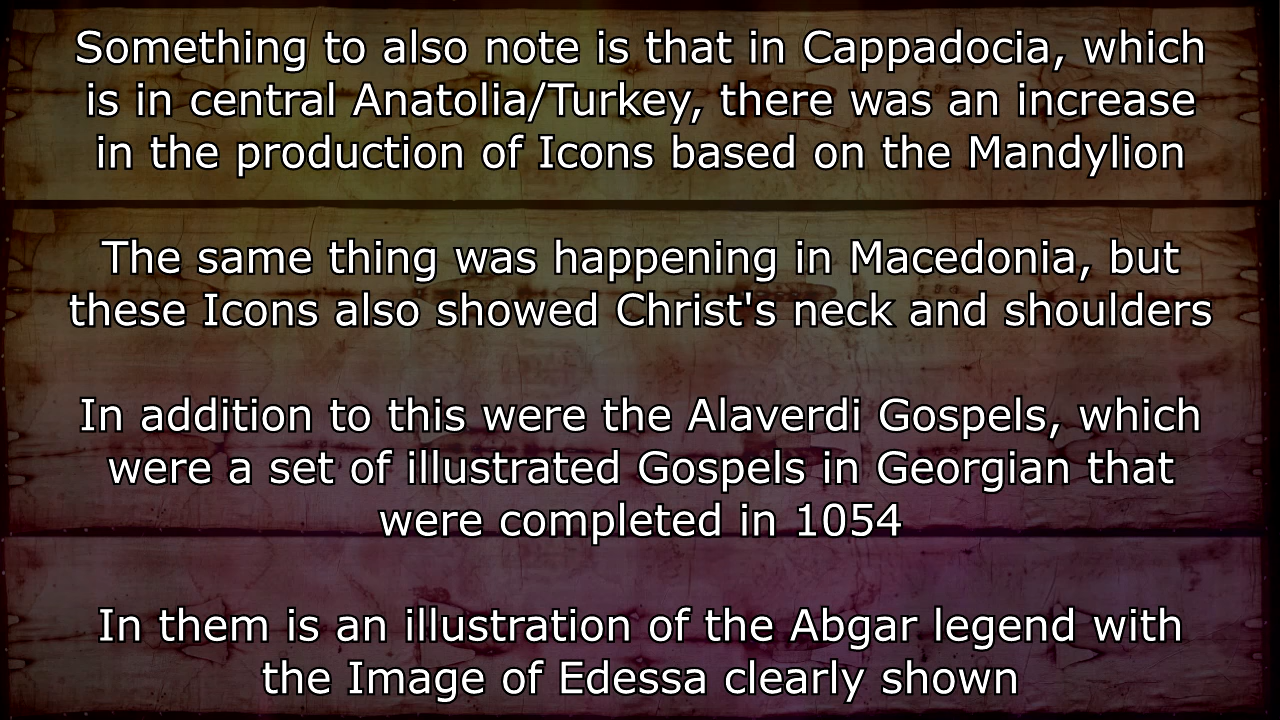 Something to also note is that in Cappadocia, which
is in central Anatolia/Turkey, there was an increase
in the production of Icons based on the Mandylion
The same thing was happening in Macedonia, but
these Icons also showed Christ's neck and shoulders
In addition to this were the Alaverdi Gospels, which
were a set of illustrated Gospels in Georgian that
were completed in 1054
In them is an illustration of the Abgar legend with
the Image of Edessa clearly shown